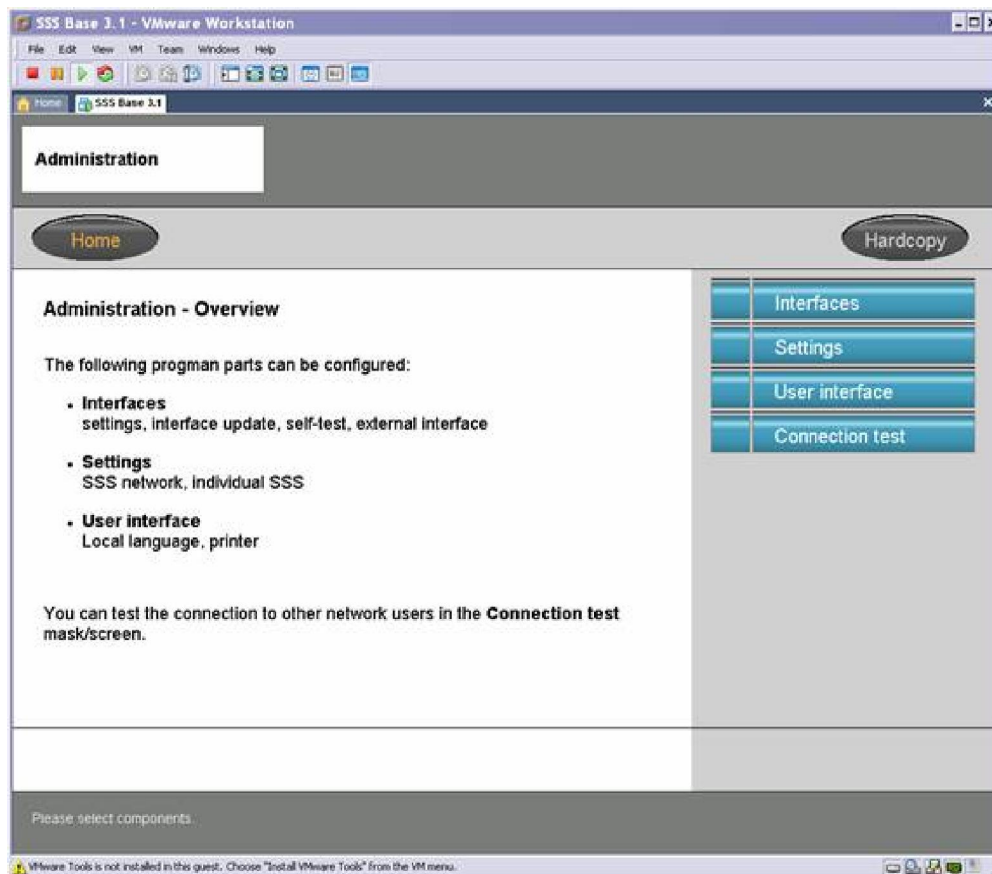 SSS Base 3.1 - VMware Workstation
File Edit View VM Team Windows Help
Home SSS Base 3.1
Administration
Home Hardcopy
Administration - Overview
The following progman parts can be configured:
• Interfaces
settings, interface update, self-test, external interface
• Settings
SSS network, individual SSS
• User interface
Local language, printer
You can test the connection to other network users in the Connection test
mask/screen.
Interfaces
Settings
User interface
Connection test
Please select components.
VMware Tools is not installed in this guest. Choose "Install VMware Tools" from the VM menu.